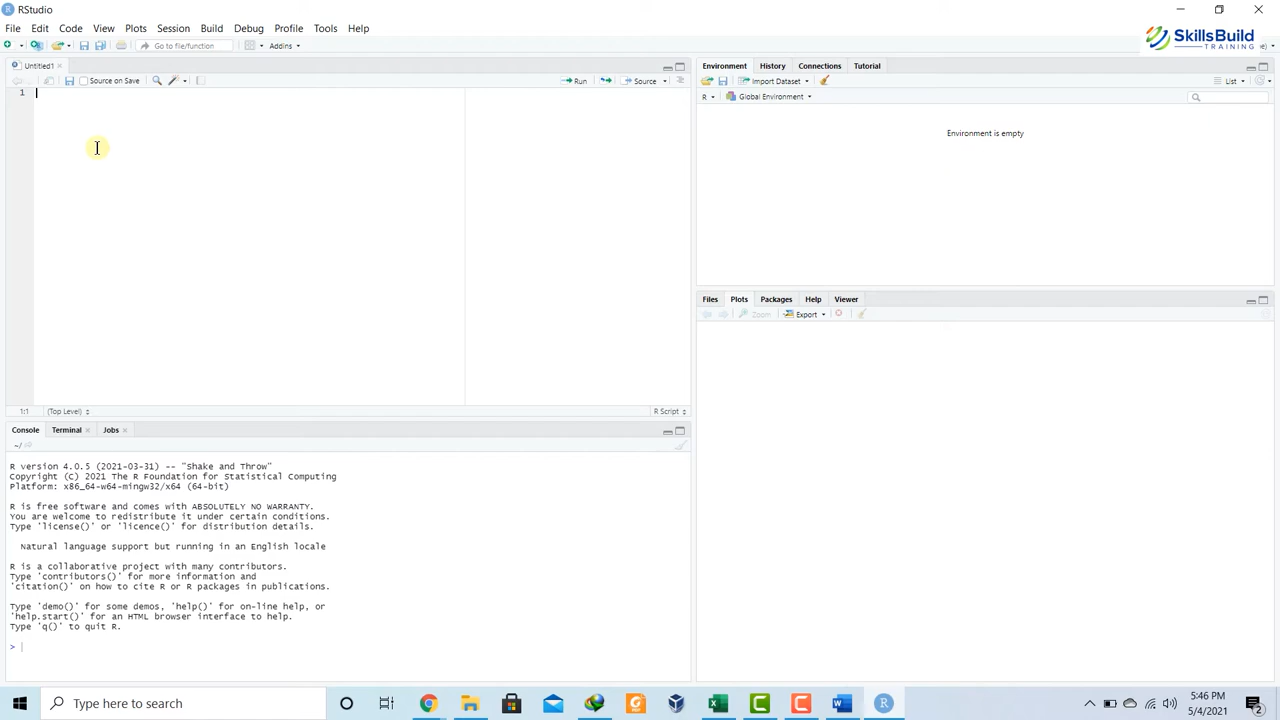 RStudio
File Edit Code View Plots Session Build Debug Profile Tools Help
SkillsBuild
TRAINING
Go to file/function Addins
Untitled1
Source on Save Run Source
1
1:1 (Top Level) R Script
Console Terminal Jobs
~/
R version 4.0.5 (2021-03-31) -- "Shake and Throw"
Copyright (C) 2021 The R Foundation for Statistical Computing
Platform: x86_64-w64-mingw32/x64 (64-bit)
R is free software and comes with ABSOLUTELY NO WARRANTY.
You are welcome to redistribute it under certain conditions.
Type 'license()' or 'licence()' for distribution details.
Natural language support but running in an English locale
R is a collaborative project with many contributors.
Type 'contributors()' for more information and
'citation()' on how to cite R or R packages in publications.
Type 'demo()' for some demos, 'help()' for on-line help, or
'help.start()' for an HTML browser interface to help.
Type 'q()' to quit R.
>
Environment History Connections Tutorial
Import Dataset List
R Global Environment
Environment is empty
Files Plots Packages Help Viewer
Zoom Export
Type here to search
5:46 PM
5/4/2021
2